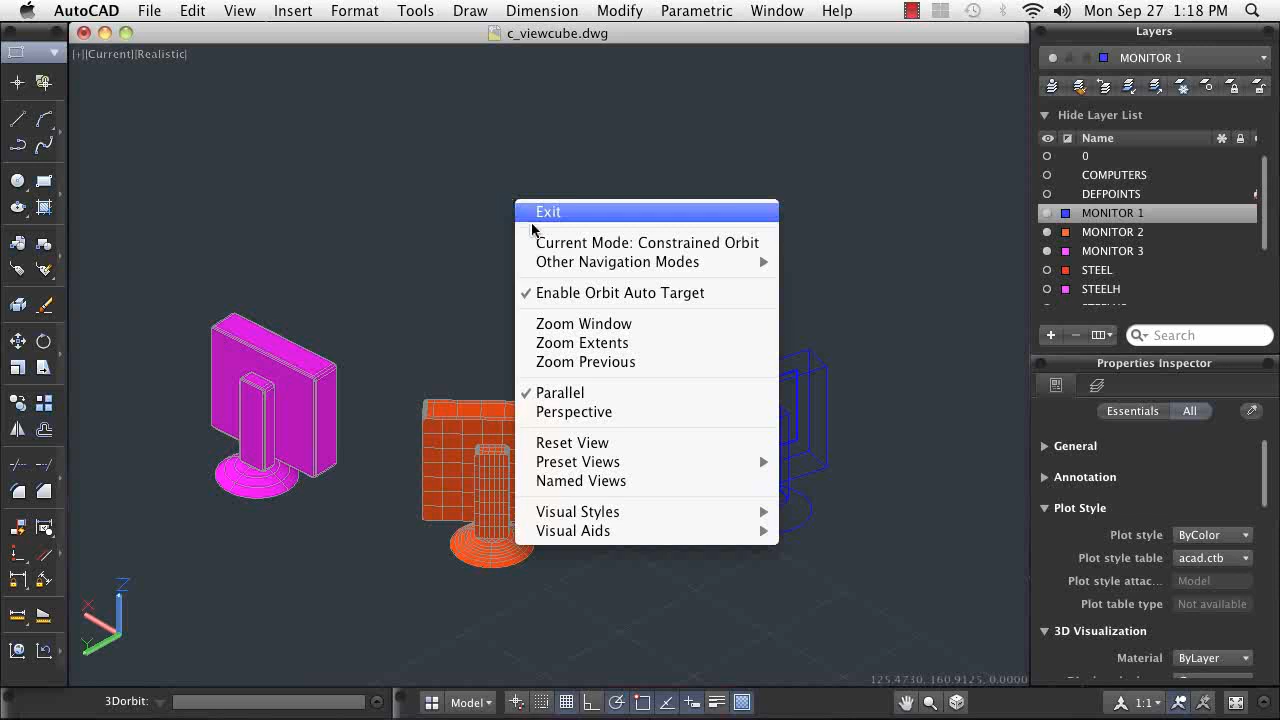 AutoCAD File Edit View Insert Format Tools Draw Dimension Modify Parametric Window Help Mon Sep 27 1:18 PM
c_viewcube.dwg
[+][Current][Realistic]
Exit
Current Mode: Constrained Orbit
Other Navigation Modes
Enable Orbit Auto Target
Zoom Window
Zoom Extents
Zoom Previous
Parallel
Perspective
Reset View
Preset Views
Named Views
Visual Styles
Visual Aids
X
Y
Z
125.4730, 160.9125, 0.0000
3Dorbit:
Model
1:1
Layers
MONITOR 1
Hide Layer List
Name
0
COMPUTERS
DEFPOINTS
MONITOR 1
MONITOR 2
MONITOR 3
STEEL
STEELH
Search
Properties Inspector
Essentials All
General
Annotation
Plot Style
Plot style ByColor
Plot style table acad.ctb
Plot style attac... Model
Plot table type Not available
3D Visualization
Material ByLayer